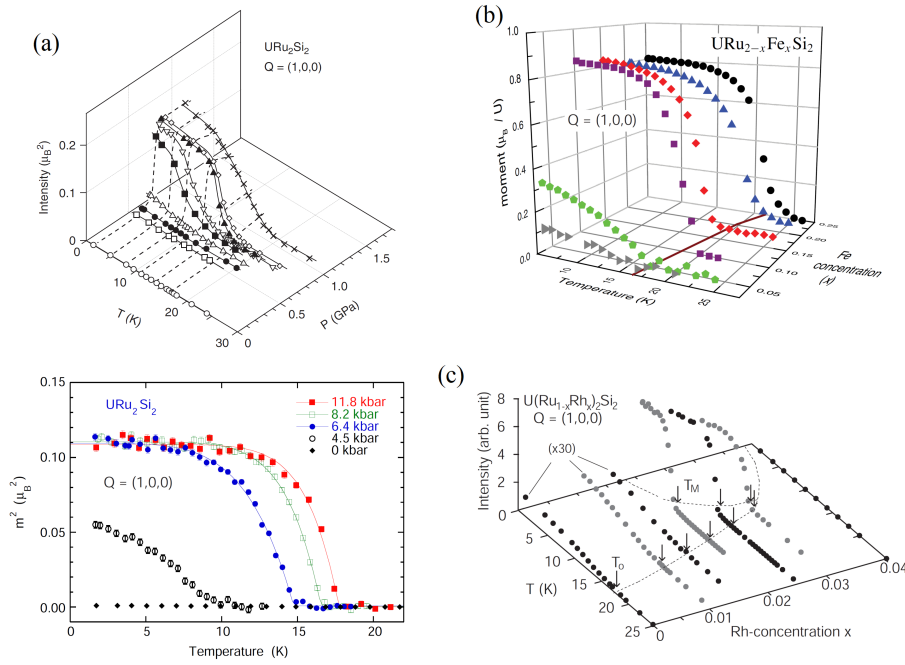 (a)
URu2Si2
Q = (1,0,0)
Intensity (μB²)
0.2
0.1
0
0
10
20
30
T (K)
0
0.5
1.0
1.5
P (GPa)
(b)
URu2−xFexSi2
Q = (1,0,0)
moment (μB / U)
1.0
0.8
0.6
0.4
0.2
0.0
Temperature (K)
0.05
0.10
0.15
0.20
0.25
Fe
concentration
(x)
URu2Si2
11.8 kbar
8.2 kbar
6.4 kbar
4.5 kbar
0 kbar
Q = (1,0,0)
m² (μB²)
0.15
0.10
0.05
0.00
0
5
10
15
20
Temperature (K)
(c)
U(Ru1-xRhx)2Si2
Q = (1,0,0)
(x30)
Intensity (arb. unit)
8
6
4
2
0
TM
To
0
5
10
15
20
25
T (K)
0
0.01
0.02
0.03
0.04
Rh-concentration x